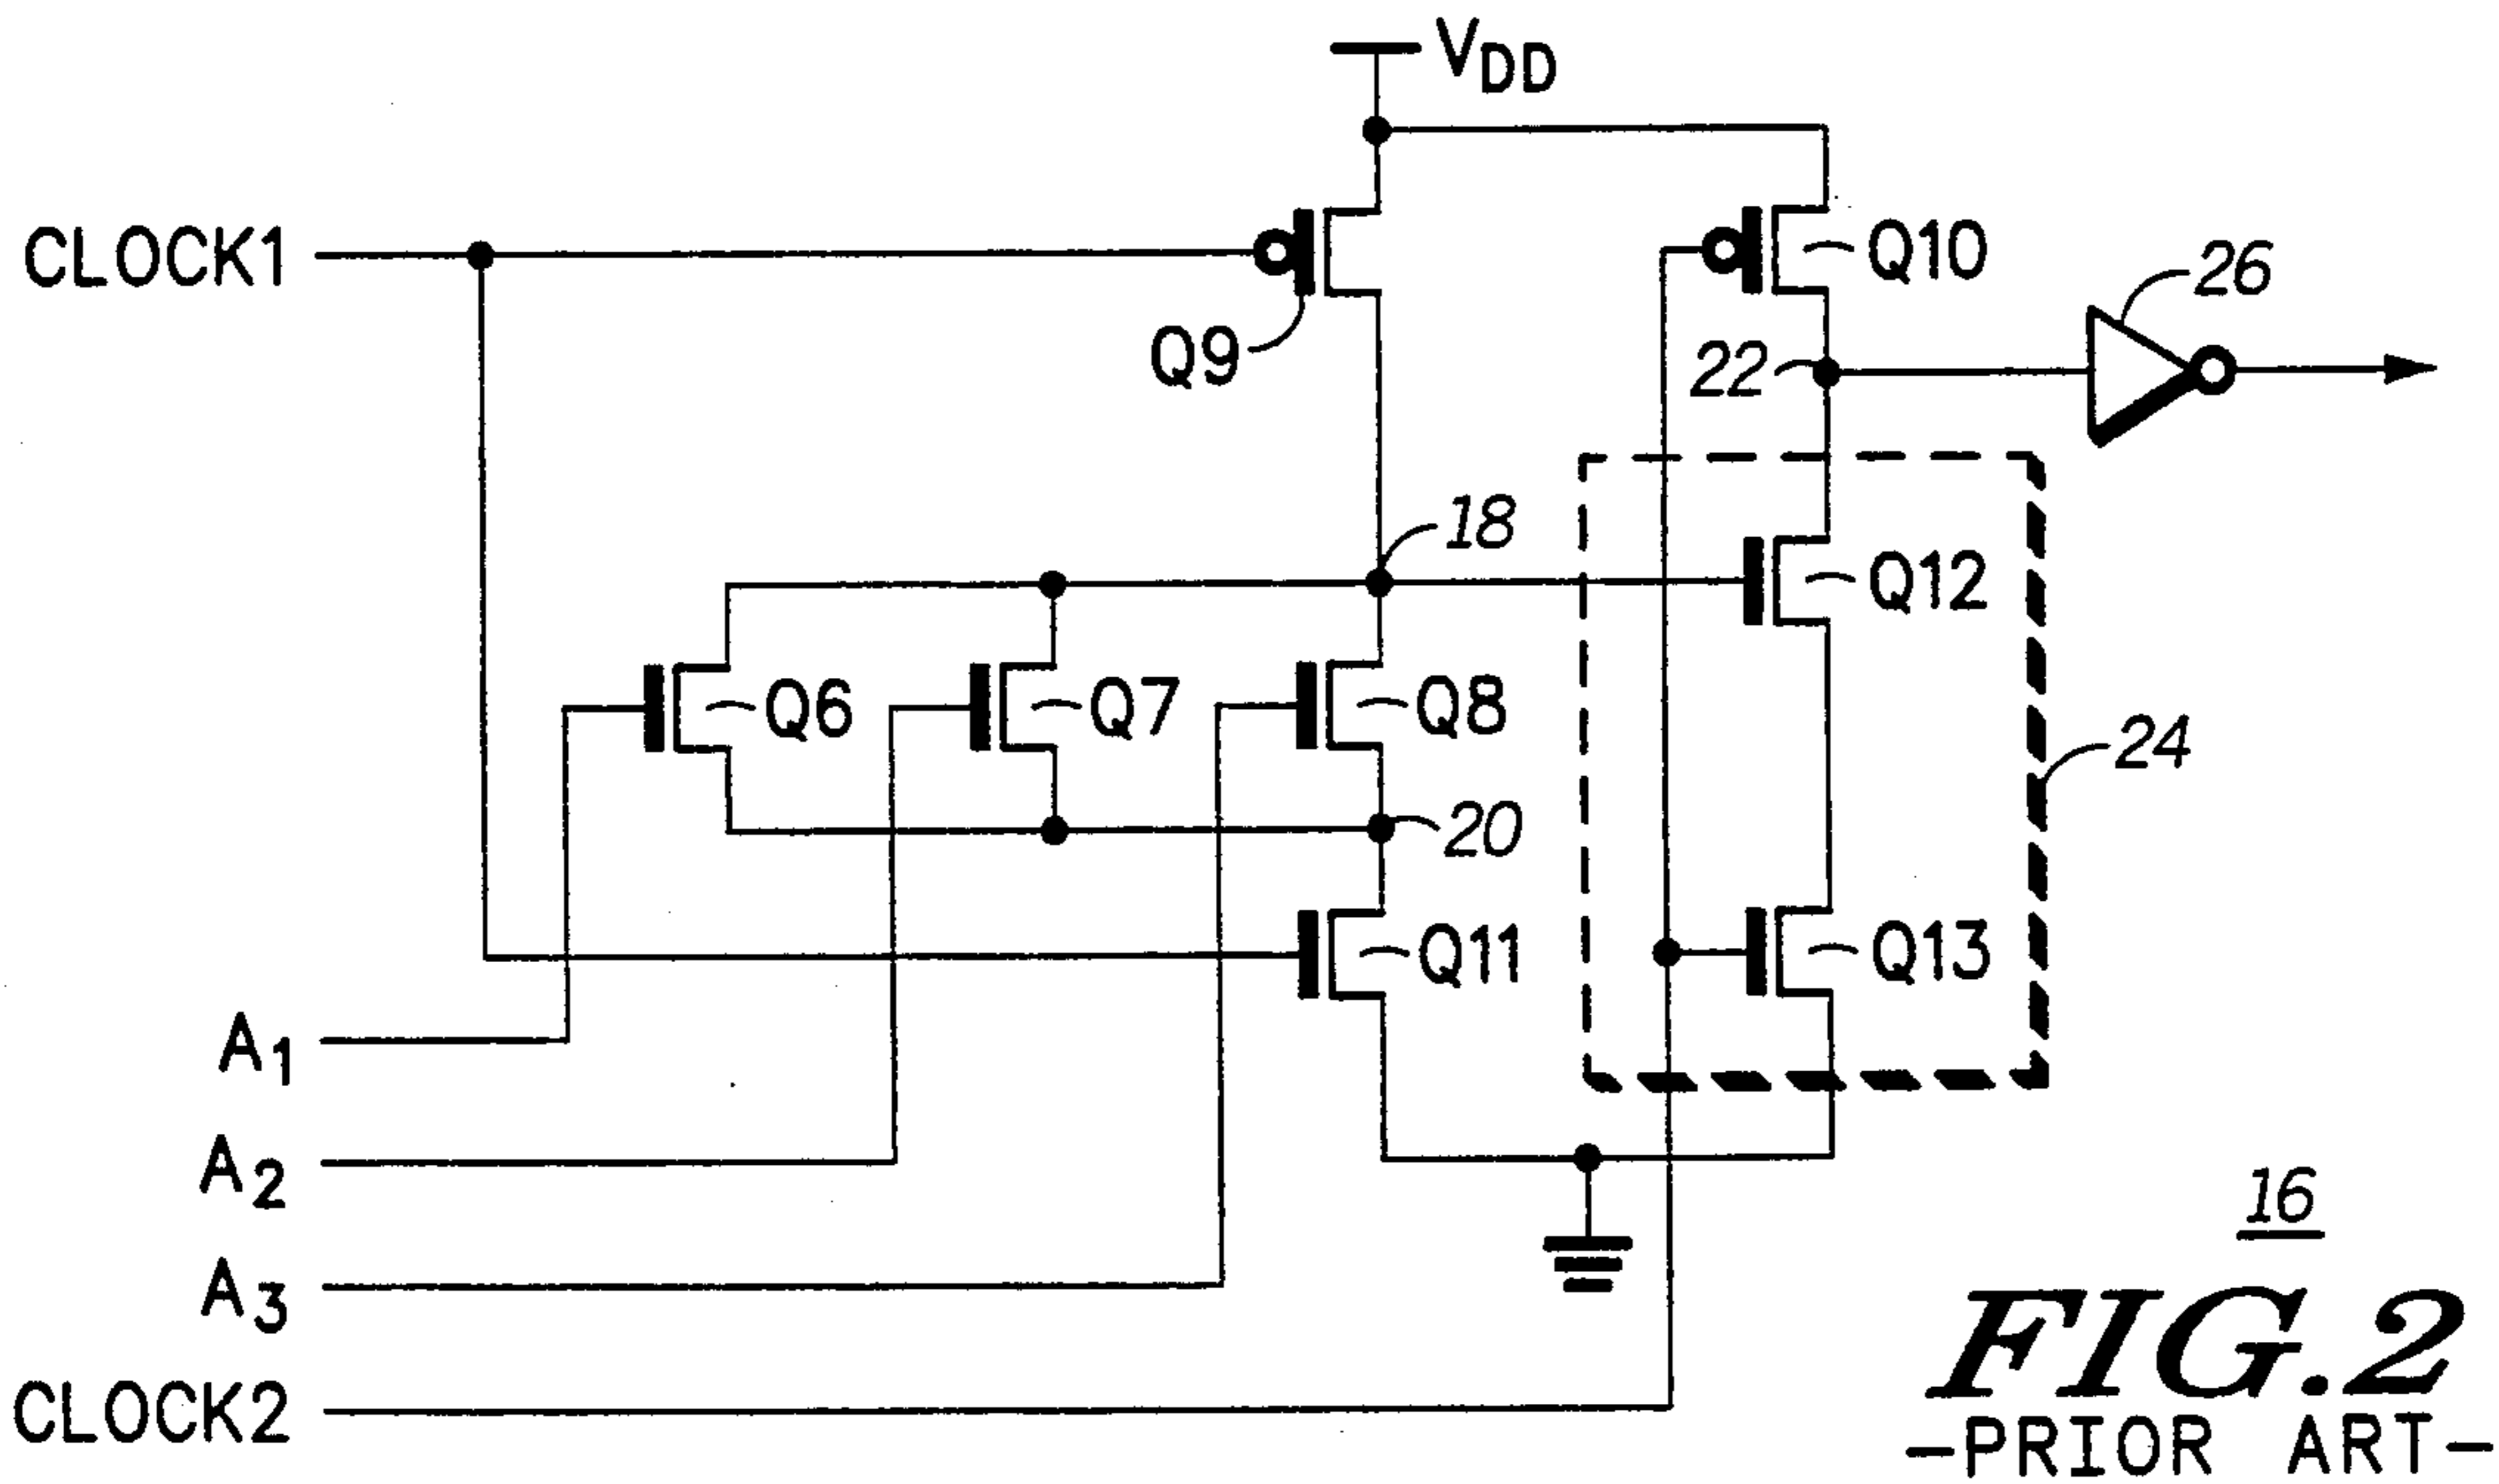 VDD
CLOCK1
Q10
26
Q9
22
18
Q12
Q6
Q7
Q8
24
20
Q11
Q13
A1
A2
16
A3
FIG.2
CLOCK2
-PRIOR ART-